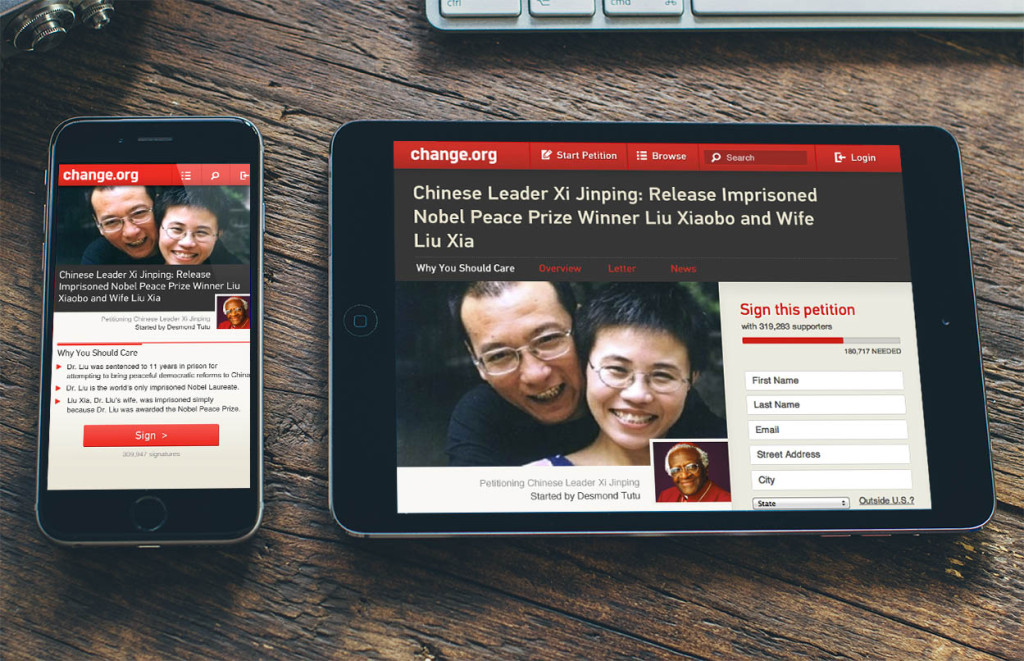 ctrl
cmd
change.org
Chinese Leader Xi Jinping: Release
Imprisoned Nobel Peace Prize Winner Liu
Xiaobo and Wife Liu Xia
Petitioning Chinese Leader Xi Jinping
Started by Desmond Tutu
Why You Should Care
Dr. Liu was sentenced to 11 years in prison for
attempting to bring peaceful democratic reforms to China
Dr. Liu is the world's only imprisoned Nobel Laureate.
Liu Xia, Dr. Liu's wife, was imprisoned simply
because Dr. Liu was awarded the Nobel Peace Prize.
Sign >
309,947 signatures
change.org
Start Petition
Browse
Search
Login
Chinese Leader Xi Jinping: Release Imprisoned
Nobel Peace Prize Winner Liu Xiaobo and Wife
Liu Xia
Why You Should Care Overview Letter News
Petitioning Chinese Leader Xi Jinping
Started by Desmond Tutu
Sign this petition
with 319,283 supporters
180,717 NEEDED
First Name
Last Name
Email
Street Address
City
State
Outside U.S.?